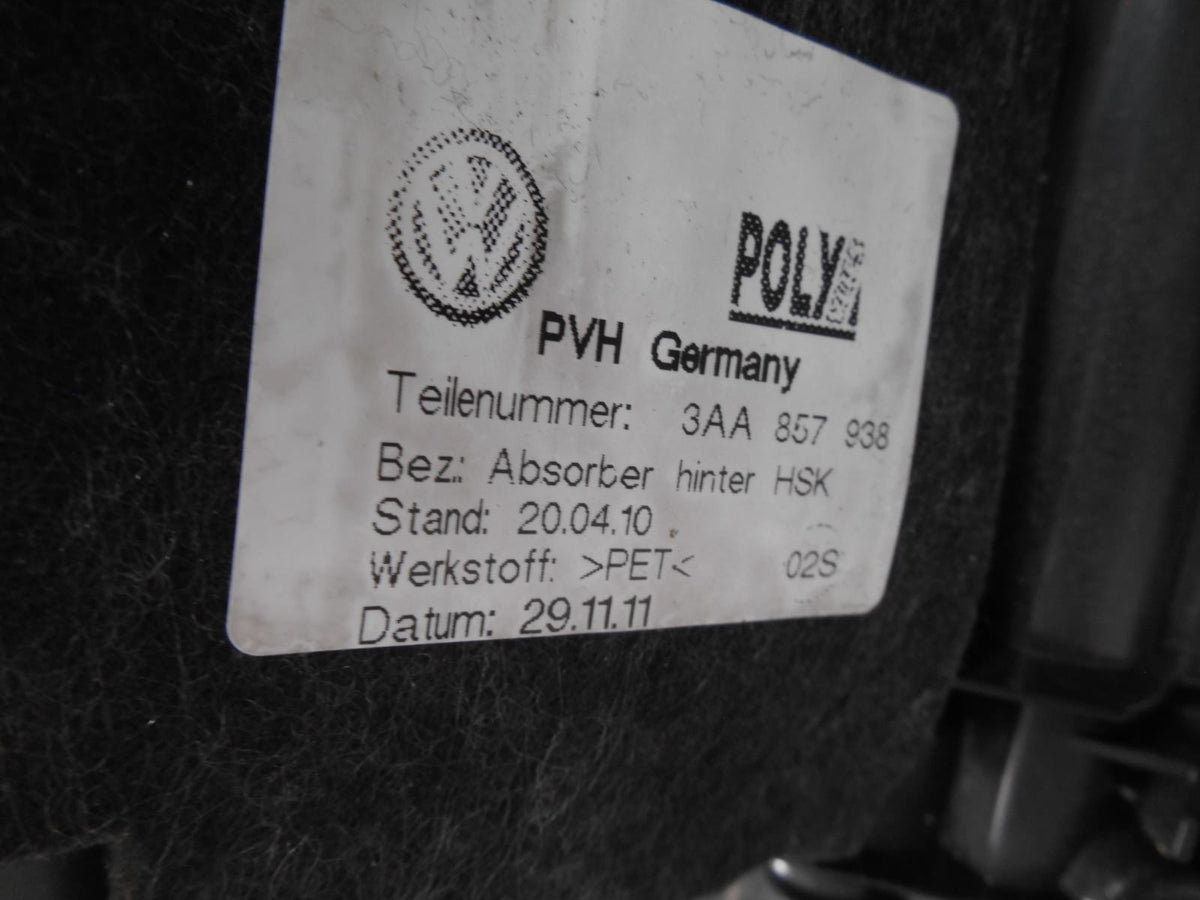 POLY
PVH Germany
Teilenummer: 3AA 857 938
Bez.: Absorber hinter HSK
Stand: 20.04.10
Werkstoff: >PET< 02S
Datum: 29.11.11